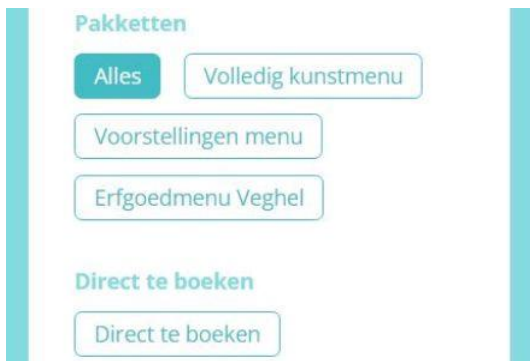 Pakketten
Alles Volledig kunstmenu
Voorstellingen menu
Erfgoedmenu Veghel
Direct te boeken
Direct te boeken